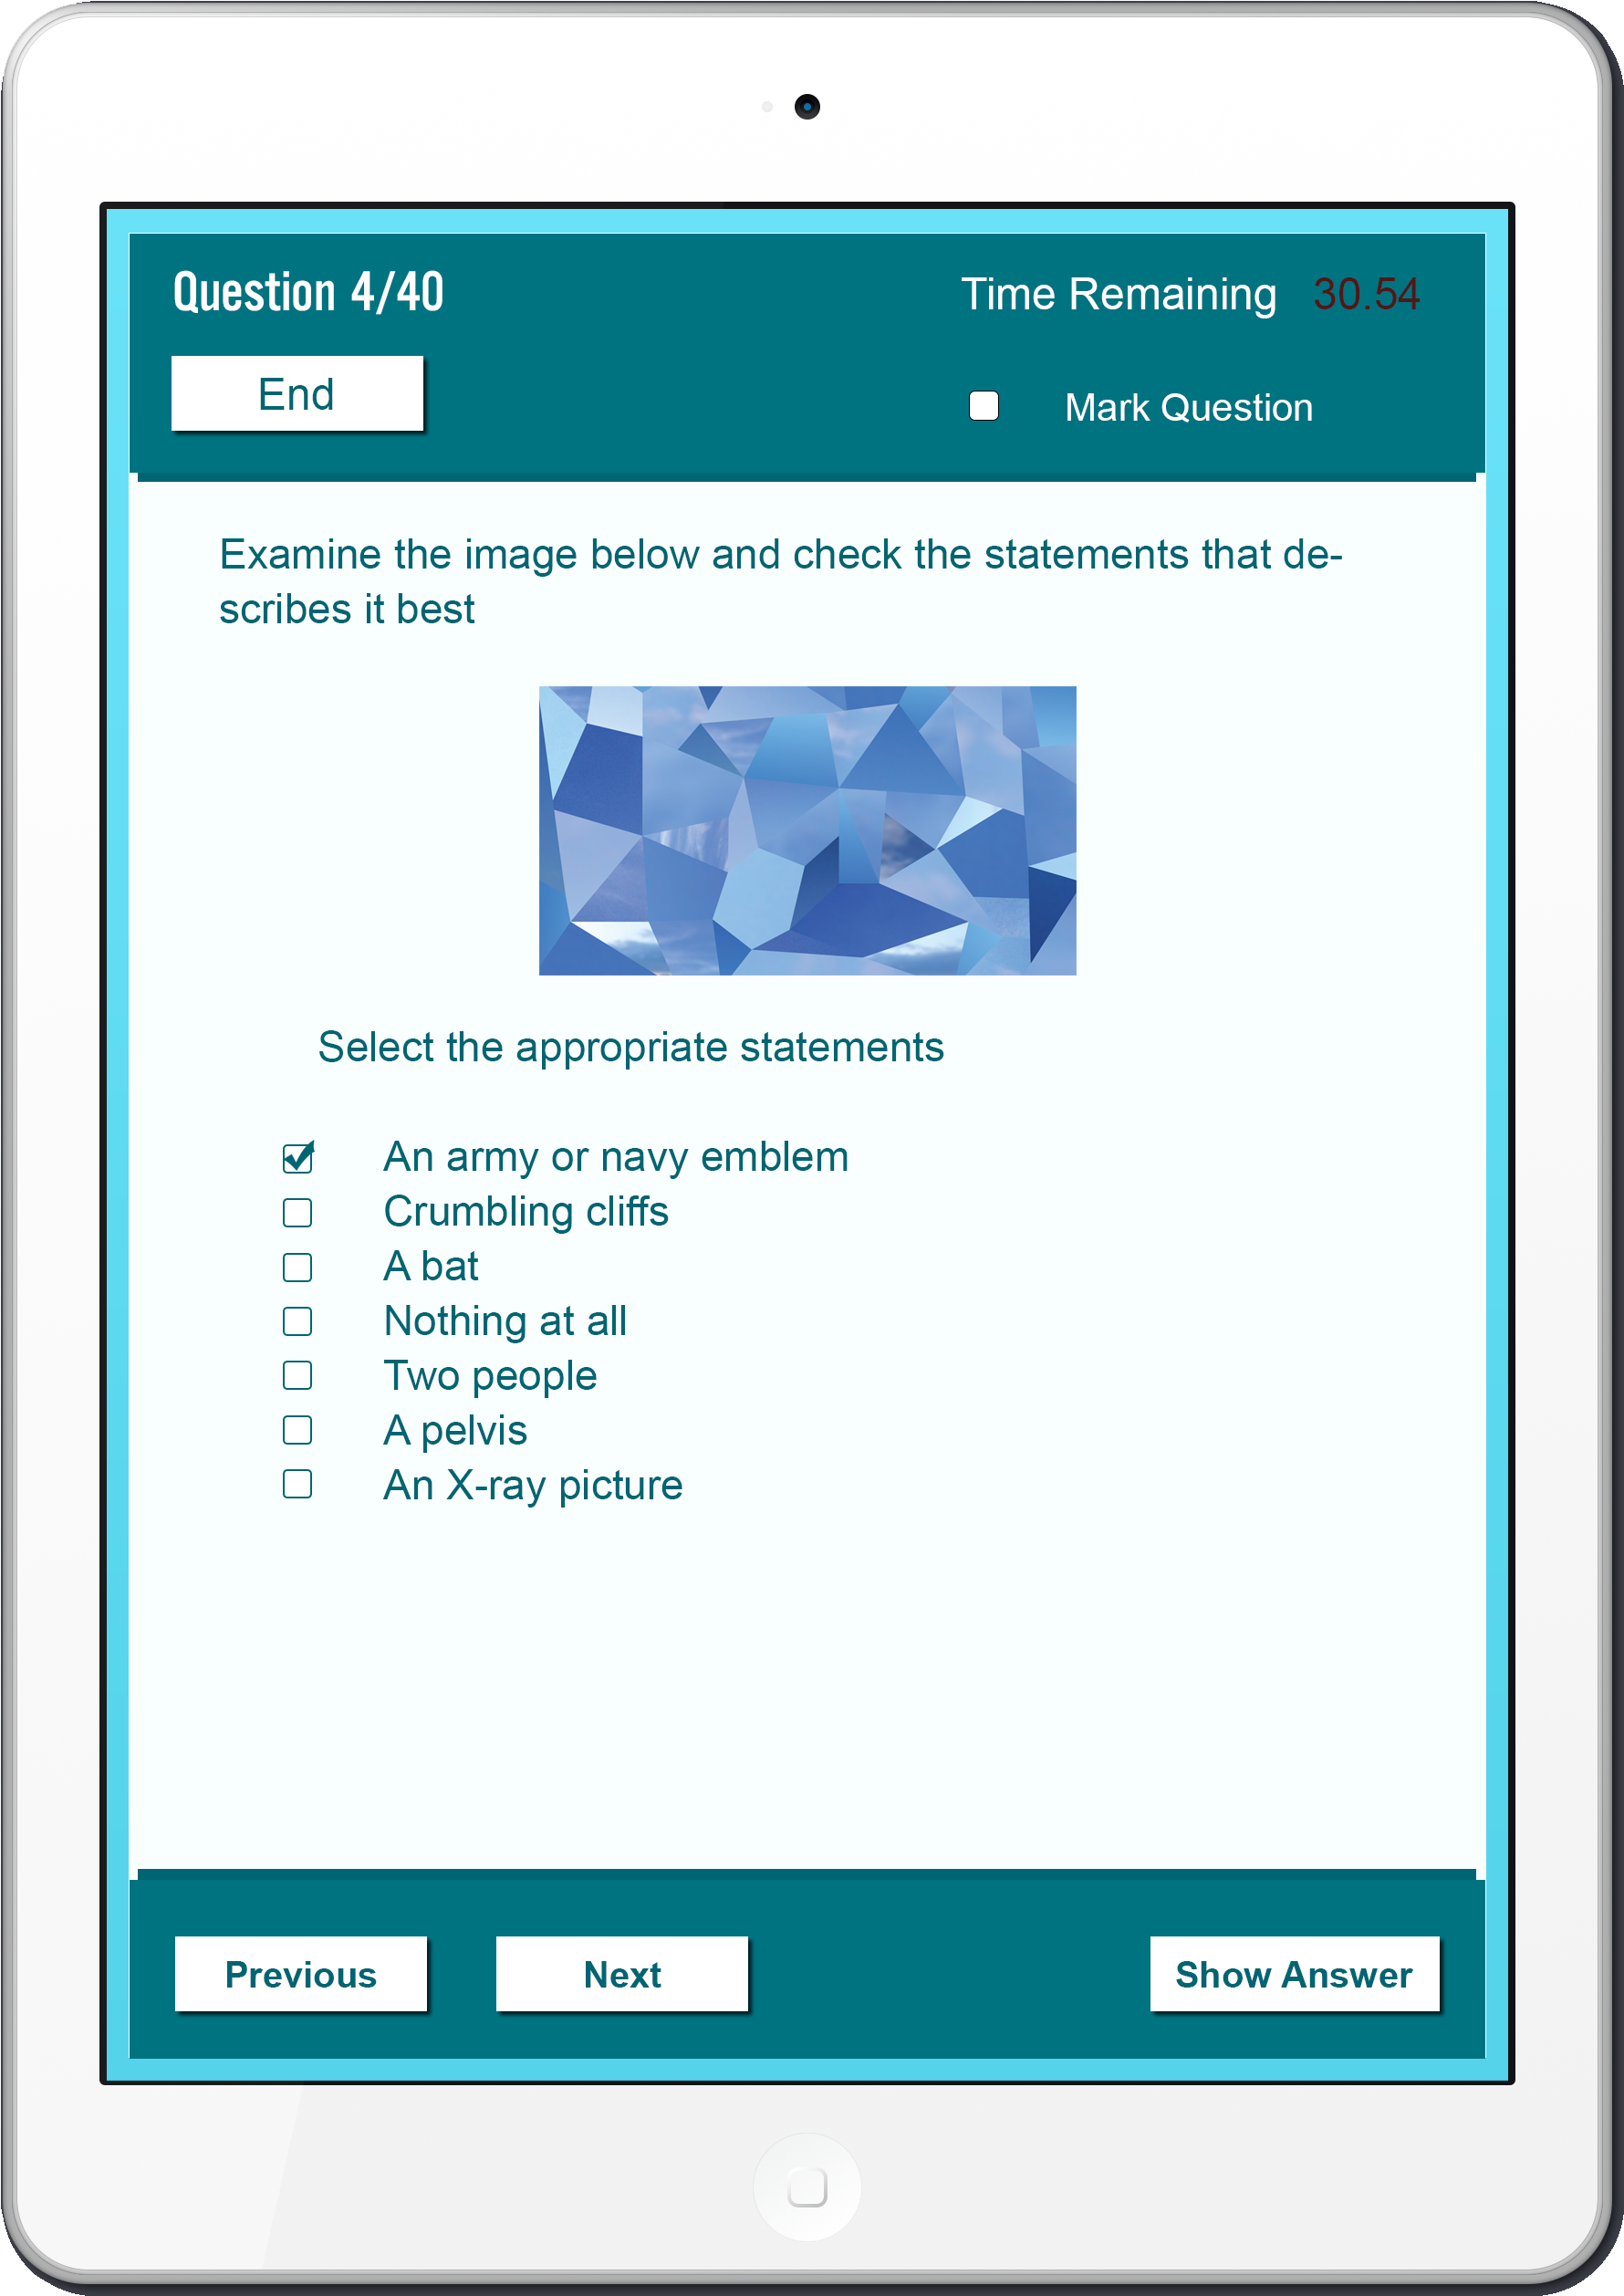 Question 4/40
Time Remaining 30.54
End
Mark Question
Examine the image below and check the statements that de-
scribes it best
Select the appropriate statements
An army or navy emblem
Crumbling cliffs
A bat
Nothing at all
Two people
A pelvis
An X-ray picture
Previous
Next
Show Answer